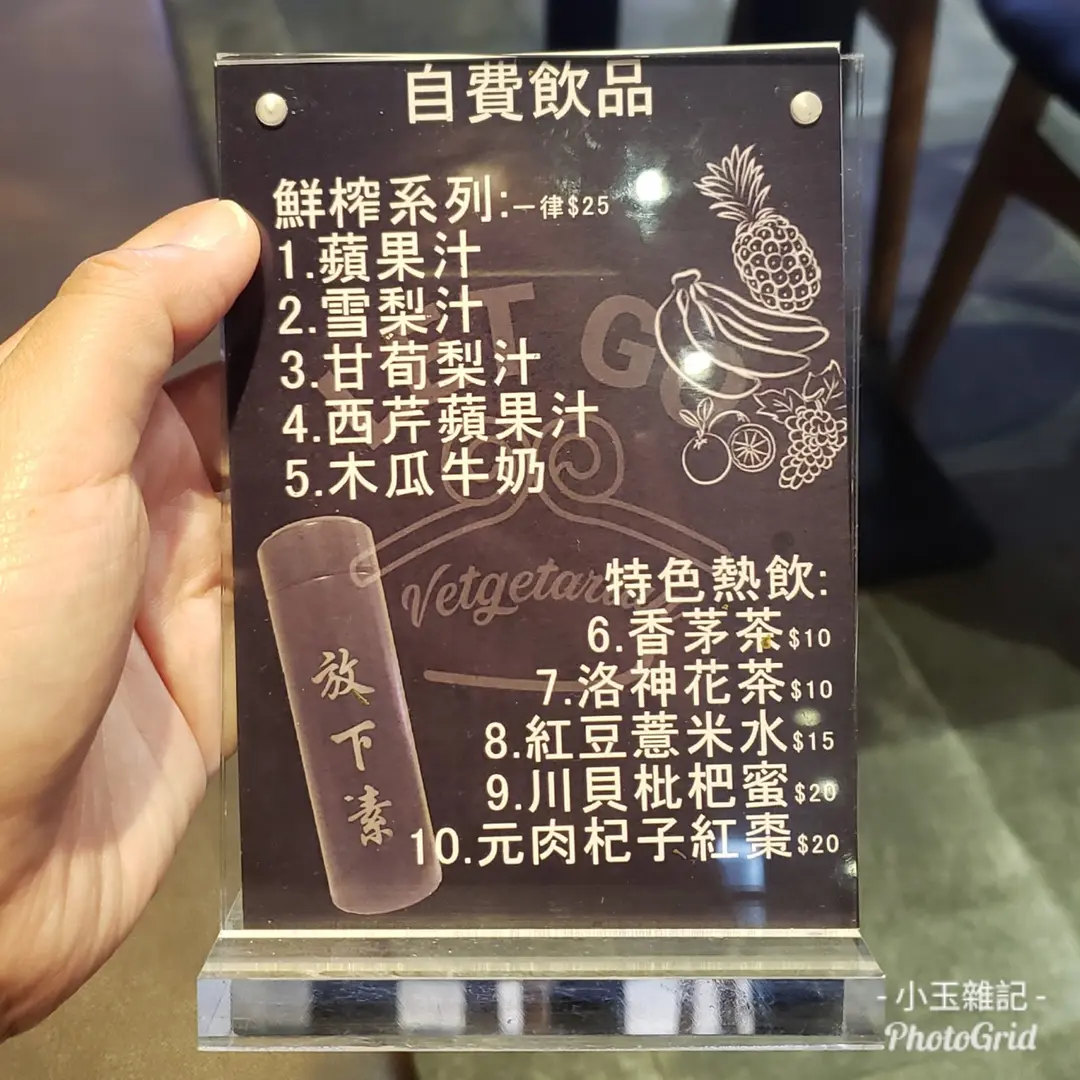 自費飲品
鮮榨系列:一律$25
1.蘋果汁
2.雪梨汁
3.甘荀梨汁
4.西芹蘋果汁
5.木瓜牛奶
特色熱飲:
6.香茅茶$10
7.洛神花茶$10
8.紅豆薏米水$15
9.川貝枇杷蜜$20
10.元肉杞子紅棗$20
放下素
- 小玉雜記 -
PhotoGrid